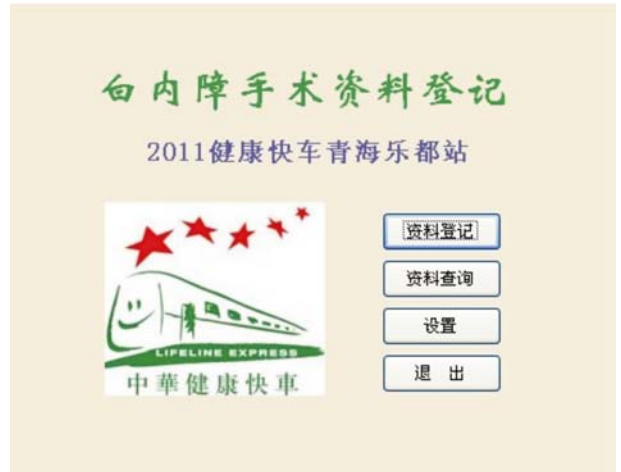 白内障手术资料登记
2011健康快车青海乐都站
资料登记
资料查询
设置
退 出
LIFELINE EXPRESS
中華健康快車